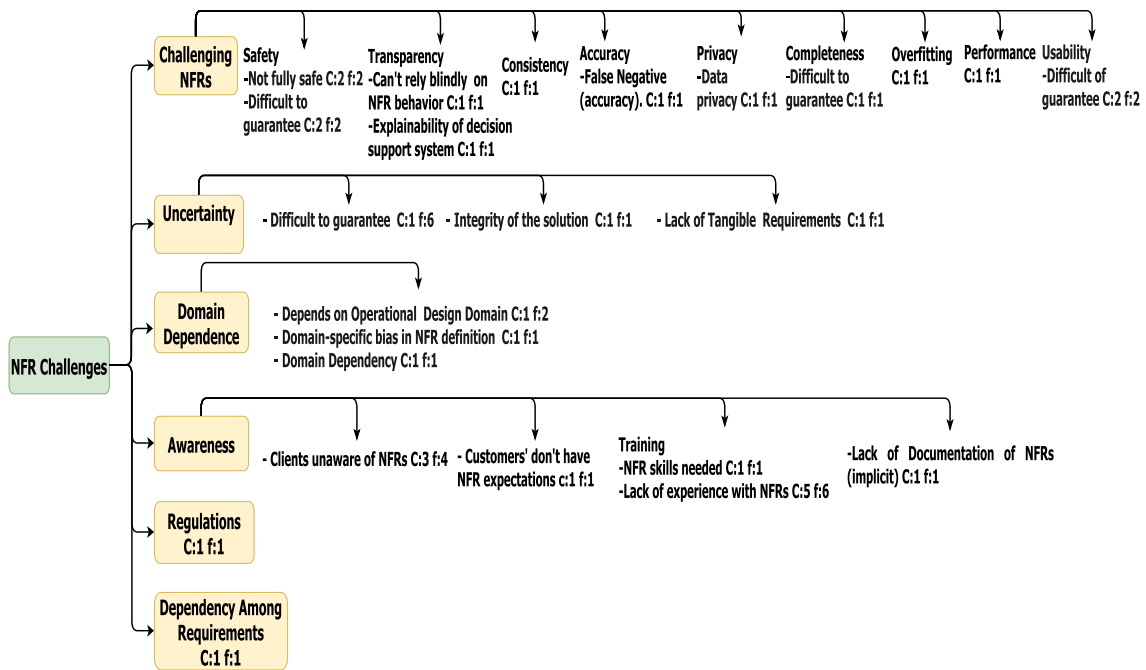 Challenging
NFRs
Safety
-Not fully safe C:2 f:2
-Difficult to
guarantee C:2 f:2
Transparency
-Can't rely blindly on
NFR behavior C:1 f:1
-Explainability of decision
support system C:1 f:1
Consistency
C:1 f:1
Accuracy
-False Negative
(accuracy). C:1 f:1
Privacy
-Data
privacy C:1 f:1
Completeness
-Difficult to
guarantee C:1 f:1
Overfitting
C:1 f:1
Performance
C:1 f:1
Usability
-Difficult of
guarantee C:2 f:2
Uncertainty
- Difficult to guarantee C:1 f:6
- Integrity of the solution C:1 f:1
- Lack of Tangible Requirements C:1 f:1
Domain
Dependence
- Depends on Operational Design Domain C:1 f:2
- Domain-specific bias in NFR definition C:1 f:1
- Domain Dependency C:1 f:1
NFR Challenges
Awareness
- Clients unaware of NFRs C:3 f:4
- Customers' don't have
NFR expectations c:1 f:1
Training
-NFR skills needed C:1 f:1
-Lack of experience with NFRs C:5 f:6
-Lack of Documentation of NFRs
(implicit) C:1 f:1
Regulations
C:1 f:1
Dependency Among
Requirements
C:1 f:1